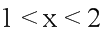 1 < x < 2